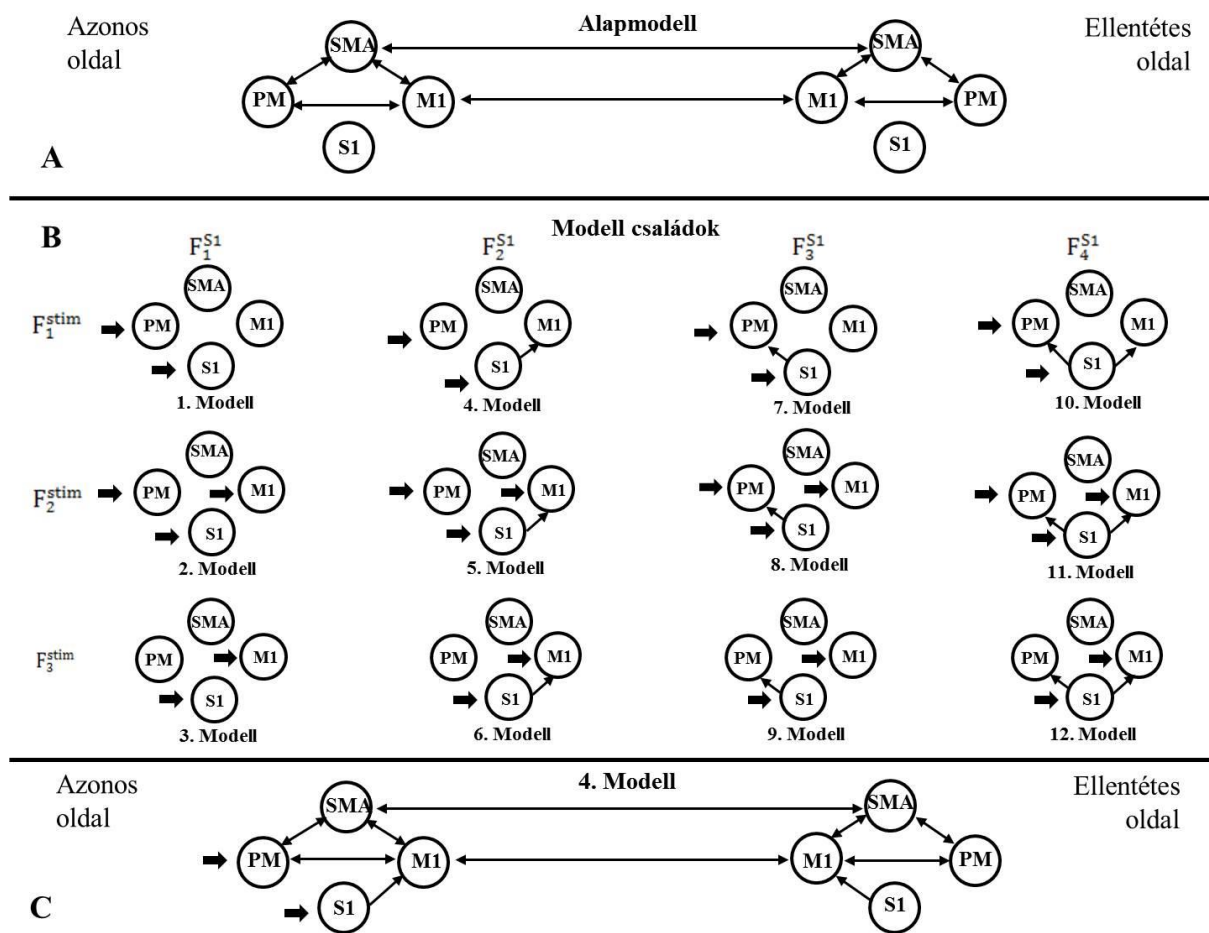 Azonos
oldal
Alapmodell
Ellentétes
oldal
SMA
SMA
PM
M1
M1
PM
S1
S1
A
B
Modell családok
F₁^S1
F₂^S1
F₃^S1
F₄^S1
F₁^stim
SMA
SMA
SMA
SMA
PM
M1
PM
M1
PM
M1
PM
M1
S1
S1
S1
S1
1. Modell
4. Modell
7. Modell
10. Modell
F₂^stim
SMA
SMA
SMA
SMA
PM
M1
PM
M1
PM
M1
PM
M1
S1
S1
S1
S1
2. Modell
5. Modell
8. Modell
11. Modell
F₃^stim
SMA
SMA
SMA
SMA
PM
M1
PM
M1
PM
M1
PM
M1
S1
S1
S1
S1
3. Modell
6. Modell
9. Modell
12. Modell
Azonos
oldal
4. Modell
Ellentétes
oldal
SMA
SMA
PM
M1
M1
PM
S1
S1
C